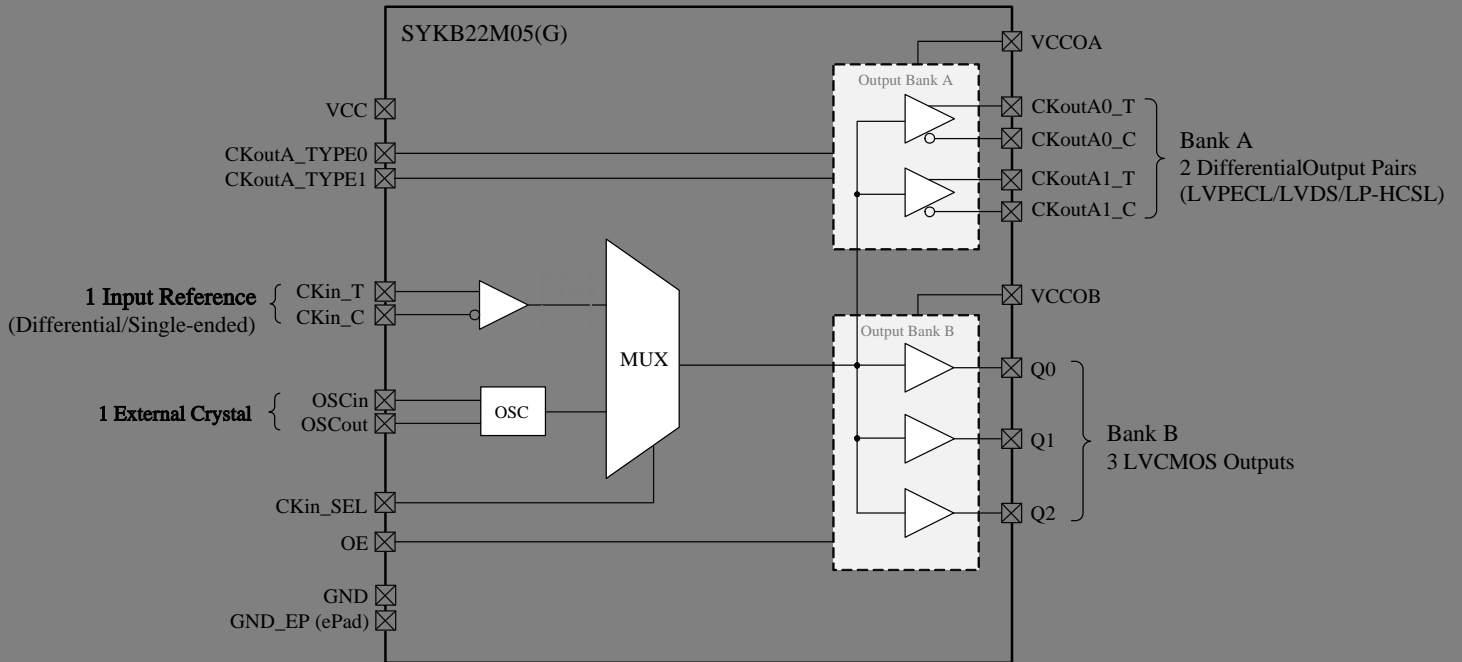 SYKB22M05(G)
VCC
CKoutA_TYPE0
CKoutA_TYPE1
1 Input Reference
(Differential/Single-ended)
CKin_T
CKin_C
1 External Crystal
OSCin
OSCout
CKin_SEL
OE
GND
GND_EP (ePad)
OSC
MUX
Output Bank A
Output Bank B
VCCOA
CKoutA0_T
CKoutA0_C
CKoutA1_T
CKoutA1_C
Bank A
2 DifferentialOutput Pairs
(LVPECL/LVDS/LP-HCSL)
VCCOB
Q0
Q1
Q2
Bank B
3 LVCMOS Outputs